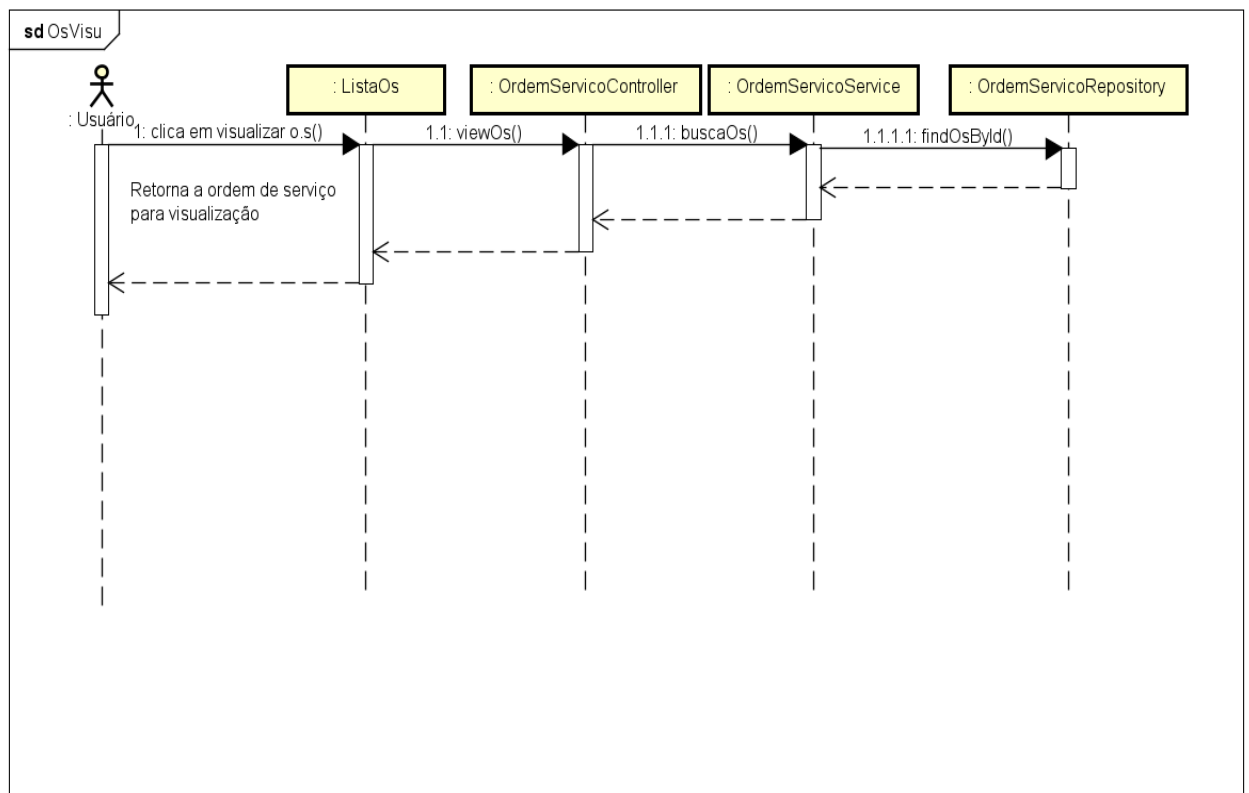 sd OsVisu
: Usuário
: ListaOs
: OrdemServicoController
: OrdemServicoService
: OrdemServicoRepository
1: clica em visualizar o.s()
1.1: viewOs()
1.1.1: buscaOs()
1.1.1.1: findOsById()
Retorna a ordem de serviço
para visualização